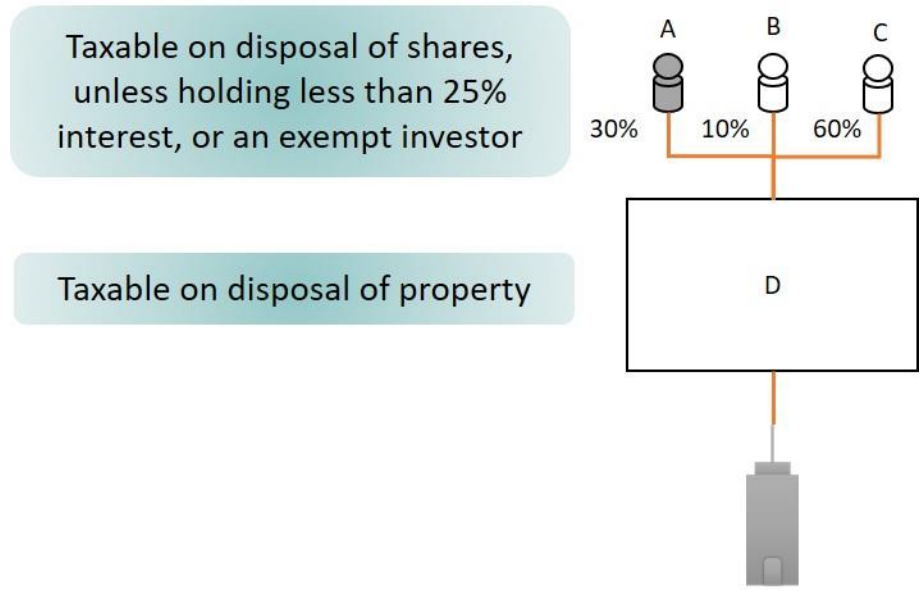 Taxable on disposal of shares,
unless holding less than 25%
interest, or an exempt investor
A
B
C
30%
10%
60%
Taxable on disposal of property
D